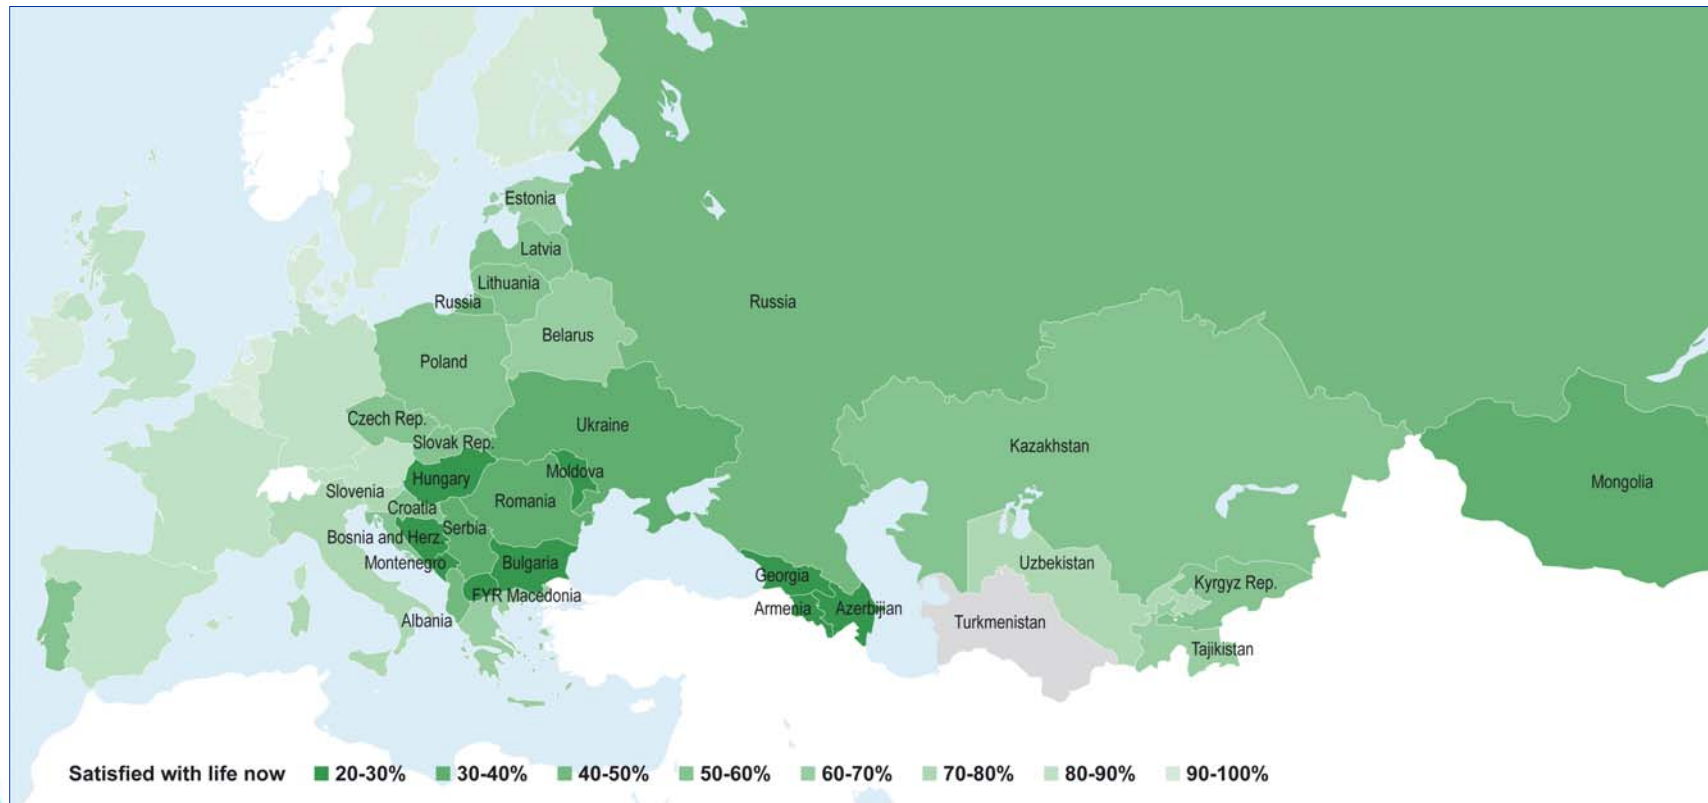 Estonia
Latvia
Lithuania
Russia
Russia
Belarus
Poland
Czech Rep.
Slovak Rep.
Ukraine
Kazakhstan
Hungary
Moldova
Mongolia
Slovenia
Romania
Croatia
Serbia
Bosnia and Herz.
Montenegro
Bulgaria
Uzbekistan
Georgia
Kyrgyz Rep.
FYR Macedonia
Armenia
Azerbijian
Albania
Turkmenistan
Tajikistan
Satisfied with life now 20-30% 30-40% 40-50% 50-60% 60-70% 70-80% 80-90% 90-100%